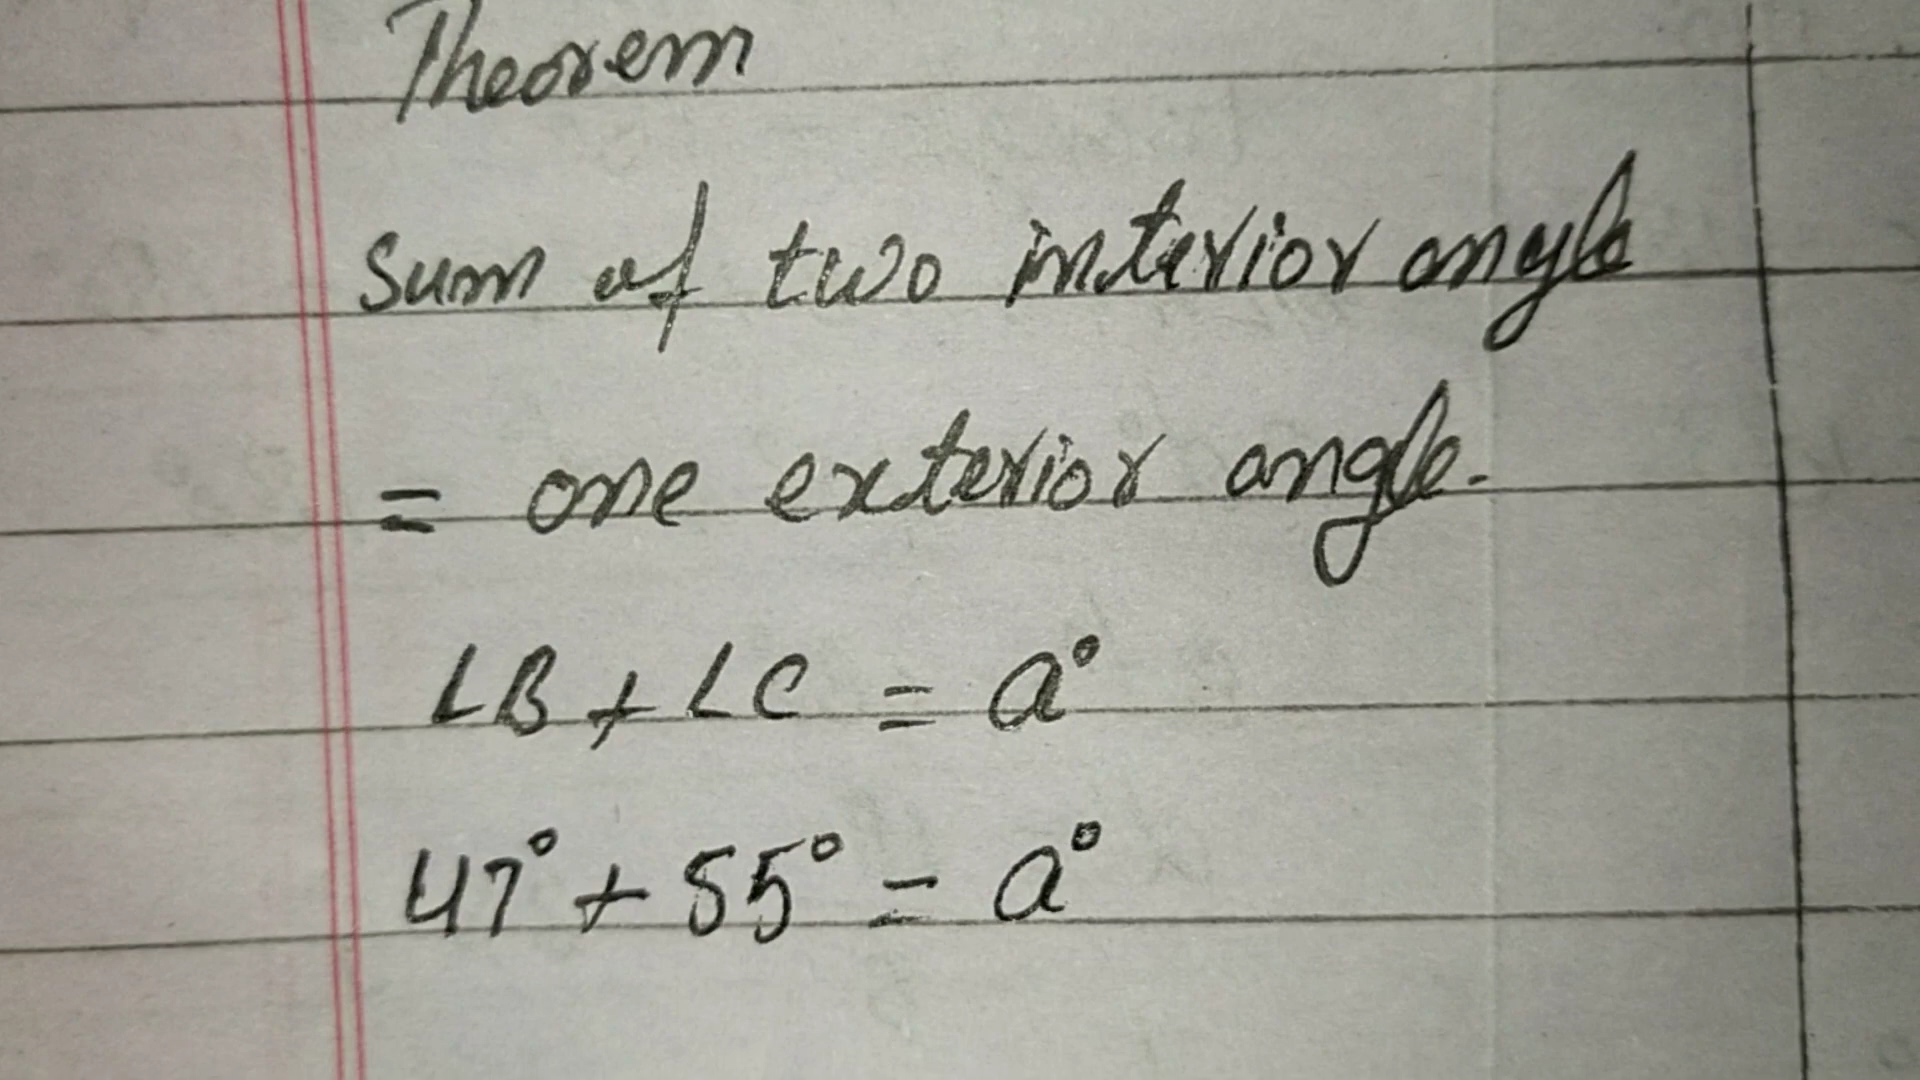 Theorem
Sum of two interior angle
= one exterior angle.
∠B + ∠C = a°
47° + 55° = a°